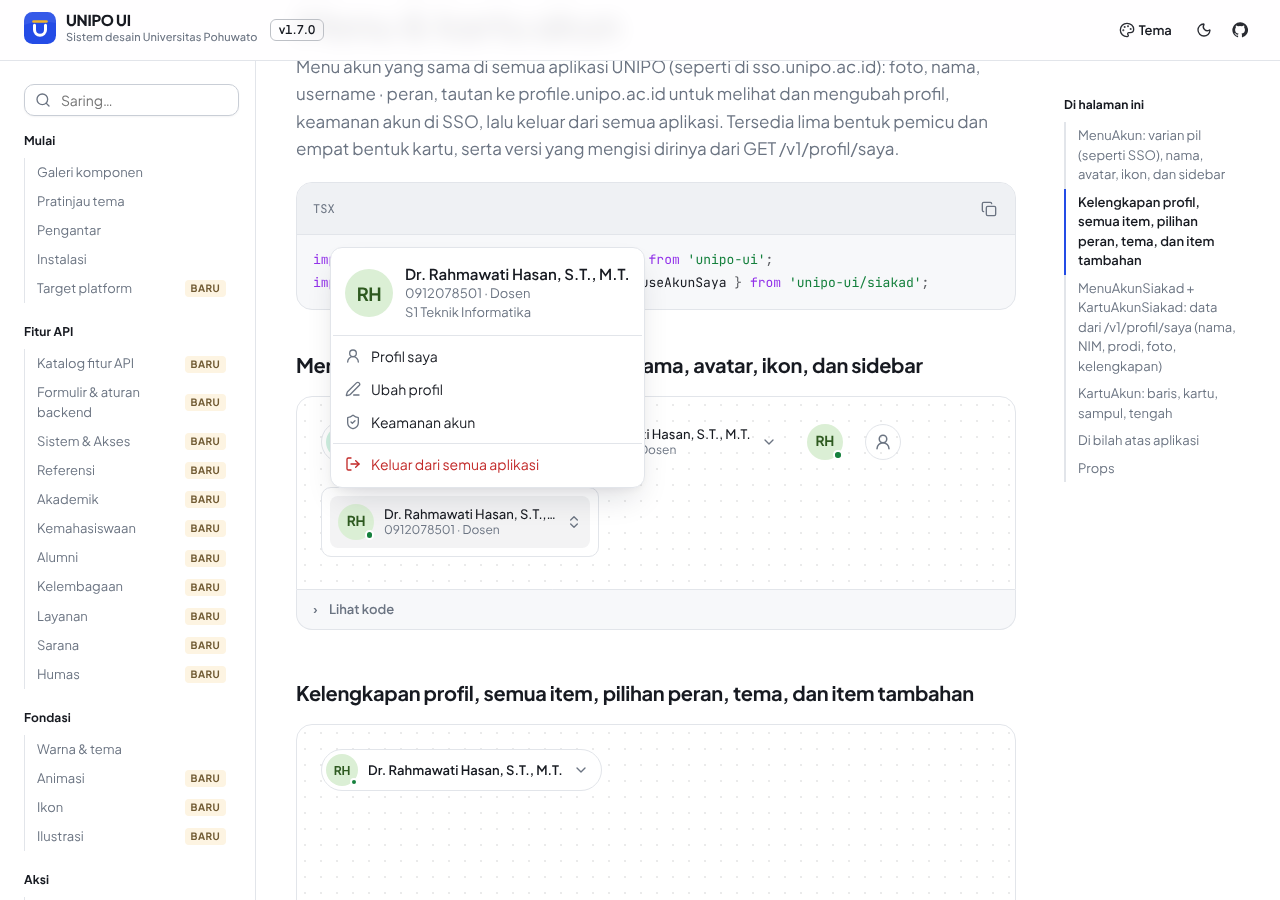 UNIPO UI
Sistem desain Universitas Pohuwato
v1.7.0
Tema
Saring...
Mulai
Galeri komponen
Pratinjau tema
Pengantar
Instalasi
Target platform BARU
Fitur API
Katalog fitur API BARU
Formulir & aturan
backend BARU
Sistem & Akses BARU
Referensi BARU
Akademik BARU
Kemahasiswaan BARU
Alumni BARU
Kelembagaan BARU
Layanan BARU
Sarana BARU
Humas BARU
Fondasi
Warna & tema
Animasi BARU
Ikon BARU
Ilustrasi BARU
Aksi
Menu akun yang sama di semua aplikasi UNIPO (seperti di sso.unipo.ac.id): foto, nama,
username · peran, tautan ke profile.unipo.ac.id untuk melihat dan mengubah profil,
keamanan akun di SSO, lalu keluar dari semua aplikasi. Tersedia lima bentuk pemicu dan
empat bentuk kartu, serta versi yang mengisi dirinya dari GET /v1/profil/saya.
TSX
from 'unipo-ui';
useAkunSaya } from 'unipo-ui/siakad';
RH
Dr. Rahmawati Hasan, S.T., M.T.
0912078501 · Dosen
S1 Teknik Informatika
Profil saya
Ubah profil
Keamanan akun
Keluar dari semua aplikasi
avatar, ikon, dan sidebar
Hasan, S.T., M.T.
Dosen
RH
RH
Dr. Rahmawati Hasan, S.T.,...
0912078501 · Dosen
› Lihat kode
Kelengkapan profil, semua item, pilihan peran, tema, dan item tambahan
RH Dr. Rahmawati Hasan, S.T., M.T.
Di halaman ini
MenuAkun: varian pil
(seperti SSO), nama,
avatar, ikon, dan sidebar
Kelengkapan profil,
semua item, pilihan
peran, tema, dan item
tambahan
MenuAkunSiakad +
KartuAkunSiakad: data
dari /v1/profil/saya (nama,
NIM, prodi, foto,
kelengkapan)
KartuAkun: baris, kartu,
sampul, tengah
Di bilah atas aplikasi
Props